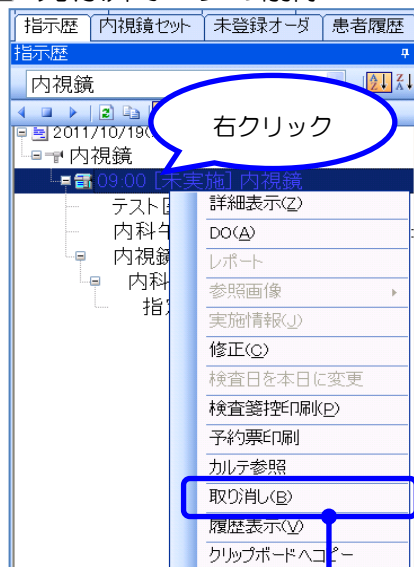 指示歴 内視鏡セット 未登録オーダ 患者履歴
指示歴
内視鏡
右クリック
2011/10/19(
内視鏡
09:00 [未実施] 内視鏡
テスト
内科
内視鏡
内科
指
詳細表示(Z)
DO(A)
レポート
参照画像
実施情報(J)
修正(C)
検査日を本日に変更
検査箋控印刷(P)
予約票印刷
カルテ参照
取り消し(B)
履歴表示(V)
クリップボードへコピー